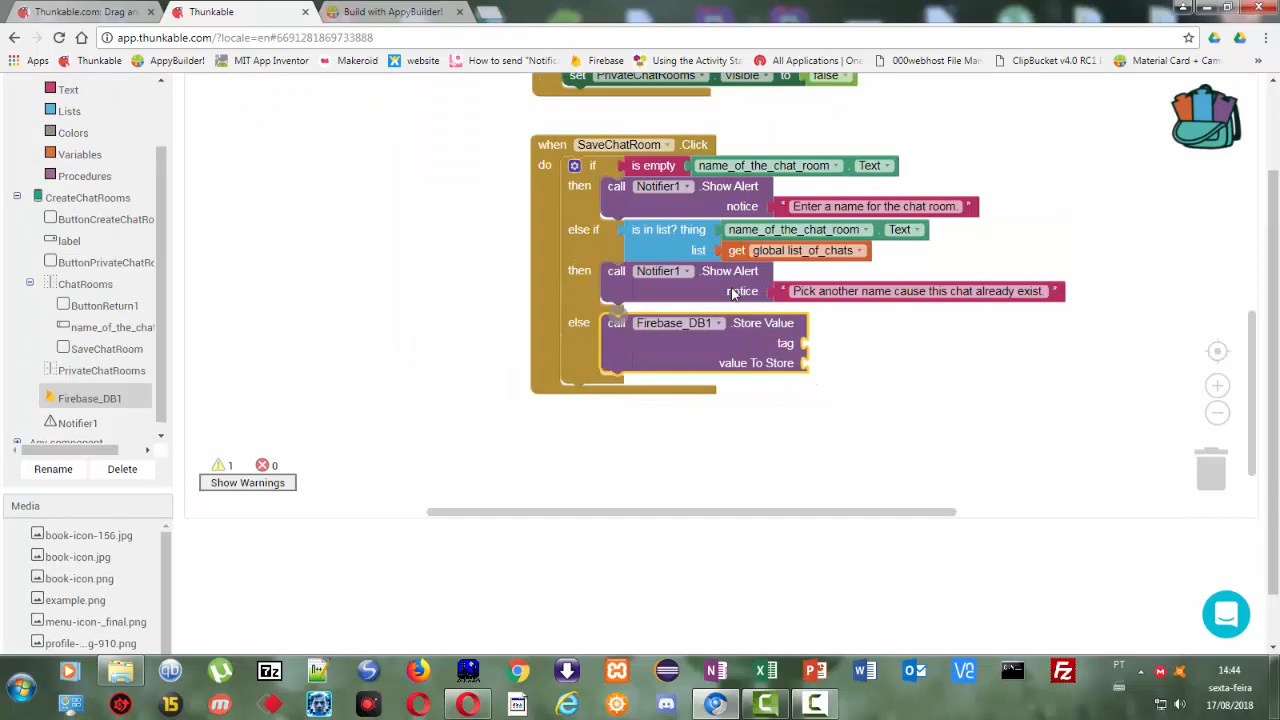 Thunkable.com: Drag an
Thunkable
Build with AppyBuilder!
app.thunkable.com/?locale=en#6691281869733888
Apps
Thunkable
AppyBuilder!
MIT App Inventor
Makeroid
website
How to send "Notific
Firebase
Using the Activity Sta
All Applications | One
000webhost File Man
ClipBucket v4.0 RC1 I
Material Card + Cam
»
Text
Lists
Colors
Variables
Procedures
CreateChatRooms
ButtonCreateChatRo
label
ButtonPrivateChatRo
ChatRooms
ButtonReturn1
name_of_the_chat
SaveChatRoom
PrivateChatRooms
Firebase_DB1
Notifier1
Any component
Rename
Delete
Media
book-icon-156.jpg
book-icon.jpg
book-icon.png
example.png
menu-icon-_final.png
profile-...g-910.png
set PrivateChatRooms . Visible to false
when SaveChatRoom .Click
do if is empty name_of_the_chat_room . Text
then call Notifier1 .Show Alert
notice " Enter a name for the chat room. "
else if is in list? thing name_of_the_chat_room . Text
list get global list_of_chats
then call Notifier1 .Show Alert
notice " Pick another name cause this chat already exist. "
else call Firebase_DB1 .Store Value
tag
value To Store
1 0
Show Warnings
PT
14:44
sexta-feira
17/08/2018